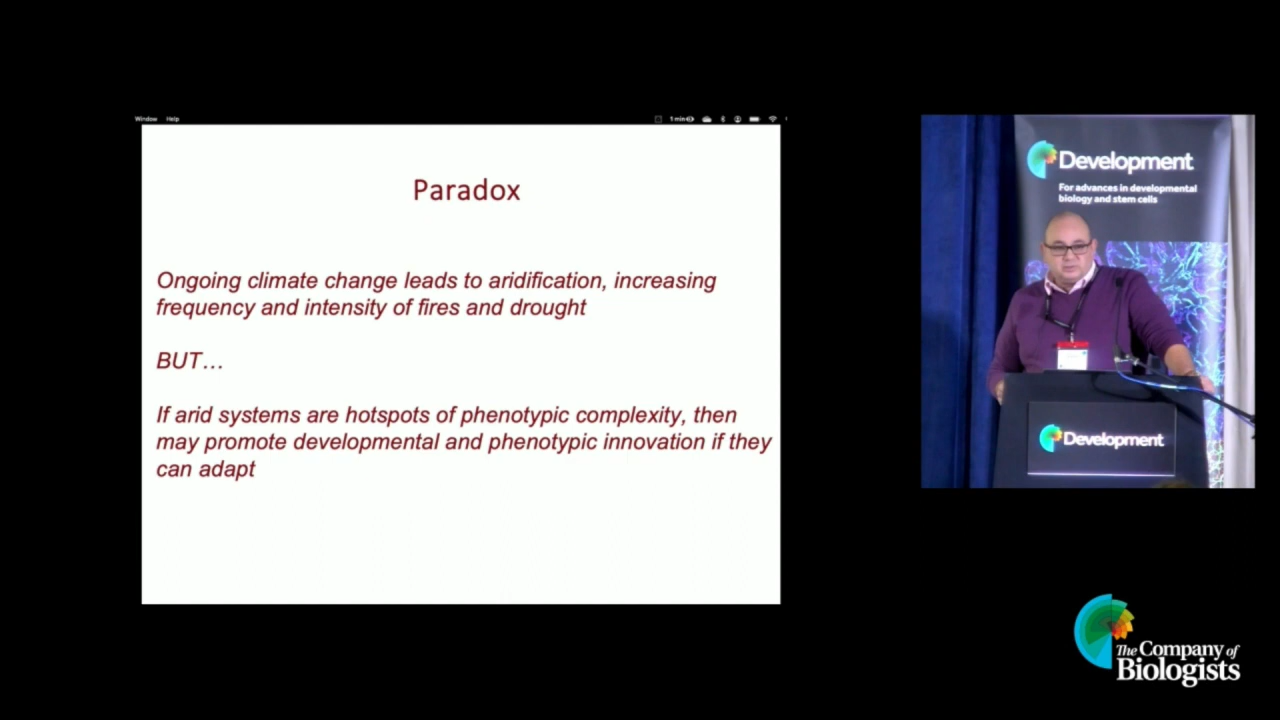 Window Help
1 min
Paradox
Ongoing climate change leads to aridification, increasing
frequency and intensity of fires and drought
BUT…
If arid systems are hotspots of phenotypic complexity, then
may promote developmental and phenotypic innovation if they
can adapt
Development
For advances in developmental
biology and stem cells
Development
The Company of
Biologists